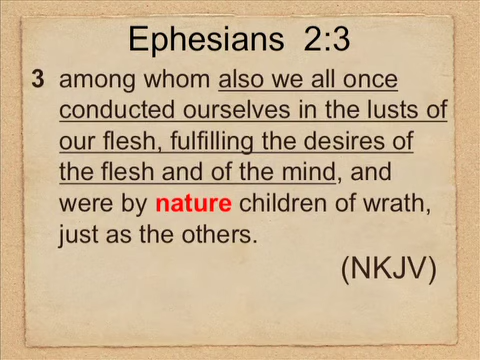 Ephesians 2:3
3 among whom also we all once
conducted ourselves in the lusts of
our flesh, fulfilling the desires of
the flesh and of the mind, and
were by nature children of wrath,
just as the others.
(NKJV)